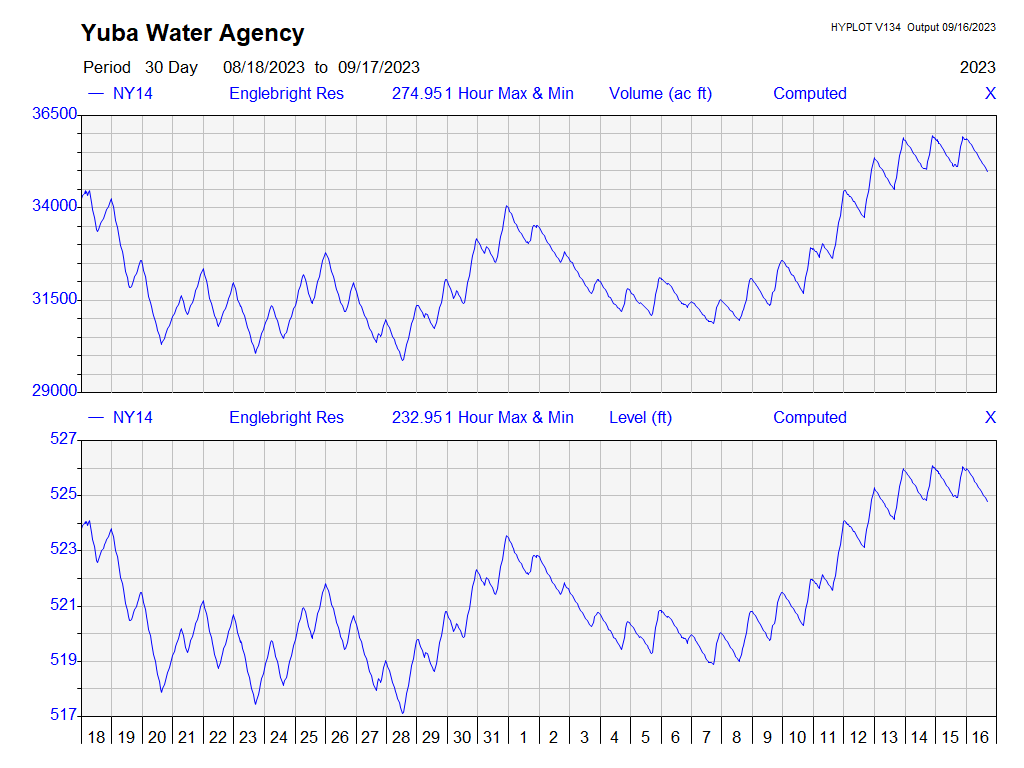 Yuba Water Agency
HYPLOT V134 Output 09/16/2023
Period 30 Day 08/18/2023 to 09/17/2023 2023
NY14 Englebright Res 274.951 Hour Max & Min Volume (ac ft) Computed X
36500
34000
31500
29000
NY14 Englebright Res 232.951 Hour Max & Min Level (ft) Computed X
527
525
523
521
519
517
18 19 20 21 22 23 24 25 26 27 28 29 30 31 1 2 3 4 5 6 7 8 9 10 11 12 13 14 15 16